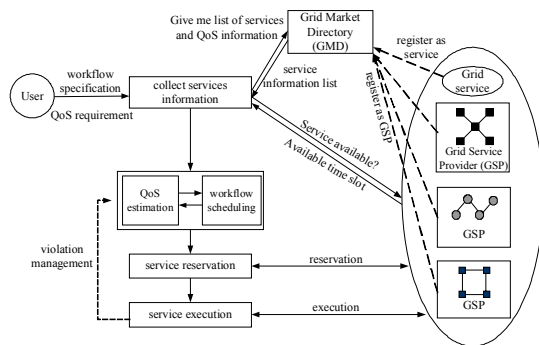 Give me list of services
and QoS information
Grid Market
Directory
(GMD)
register as
service
workflow
specification
User
QoS requirement
collect services
information
service
information list
register as GSP
Grid
service
Grid Service
Provider (GSP)
Service available?
Available time slot
QoS
estimation
workflow
scheduling
GSP
violation
management
service reservation
reservation
GSP
service execution
execution